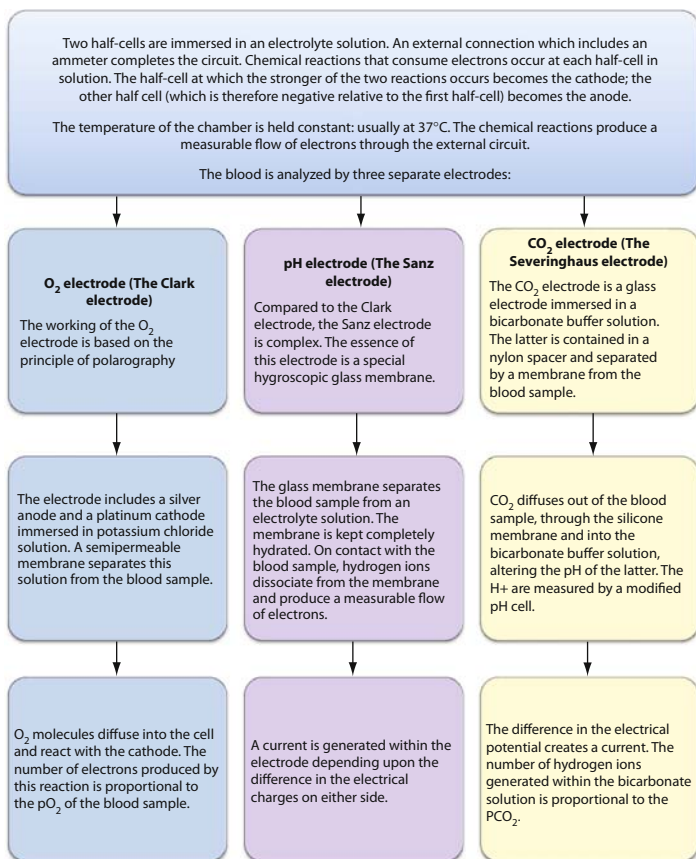 Two half-cells are immersed in an electrolyte solution. An external connection which includes an
ammeter completes the circuit. Chemical reactions that consume electrons occur at each half-cell in
solution. The half-cell at which the stronger of the two reactions occurs becomes the cathode; the
other half cell (which is therefore negative relative to the first half-cell) becomes the anode.
The temperature of the chamber is held constant: usually at 37°C. The chemical reactions produce a
measurable flow of electrons through the external circuit.
The blood is analyzed by three separate electrodes:
O₂ electrode (The Clark
electrode)
The working of the O₂
electrode is based on the
principle of polarography
The electrode includes a silver
anode and a platinum cathode
immersed in potassium chloride
solution. A semipermeable
membrane separates this
solution from the blood sample.
O₂ molecules diffuse into the cell
and react with the cathode. The
number of electrons produced by
this reaction is proportional to
the pO₂ of the blood sample.
pH electrode (The Sanz
electrode)
Compared to the Clark
electrode, the Sanz electrode
is complex. The essence of
this electrode is a special
hygroscopic glass membrane.
The glass membrane separates
the blood sample from an
electrolyte solution. The
membrane is kept completely
hydrated. On contact with the
blood sample, hydrogen ions
dissociate from the membrane
and produce a measurable flow
of electrons.
A current is generated within the
electrode depending upon the
difference in the electrical
charges on either side.
CO₂ electrode (The
Severinghaus electrode)
The CO₂ electrode is a glass
electrode immersed in a
bicarbonate buffer solution.
The latter is contained in a
nylon spacer and separated
by a membrane from the
blood sample.
CO₂ diffuses out of the blood
sample, through the silicone
membrane and into the
bicarbonate buffer solution,
altering the pH of the latter. The
H+ are measured by a modified
pH cell.
The difference in the electrical
potential creates a current. The
number of hydrogen ions
generated within the bicarbonate
solution is proportional to the
PCO₂.